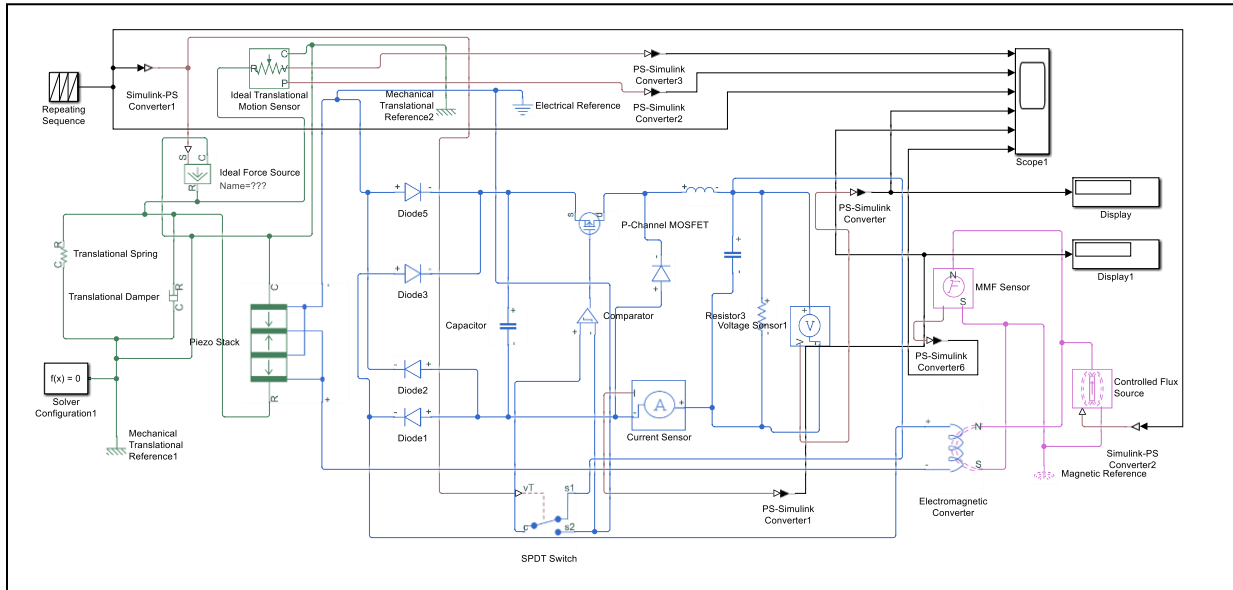 Repeating
Sequence
Simulink-PS
Converter1
C
R
V
P
Ideal Translational
Motion Sensor
Mechanical
Translational
Reference2
Electrical Reference
PS-Simulink
Converter3
PS-Simulink
Converter2
Scope1
S
C
R
Ideal Force Source
Name=???
Diode5
+
-
s
d
P-Channel MOSFET
+
-
PS-Simulink
Converter
Display
Display1
R
C
Translational Spring
R
C
Translational Damper
C
Piezo Stack
R
+
-
Diode3
+
-
Capacitor
+
-
Comparator
+
-
+
-
Resistor3
+
-
Voltage Sensor1
+
-
V
V
N
S
F
MMF Sensor
PS-Simulink
Converter6
Diode2
-
+
Diode1
-
+
I
A
-
+
Current Sensor
f(x) = 0
Solver
Configuration1
Mechanical
Translational
Reference1
Controlled Flux
Source
Simulink-PS
Converter2
Magnetic Reference
+
-
N
S
Electromagnetic
Converter
vT
s1
s2
c
SPDT Switch
PS-Simulink
Converter1